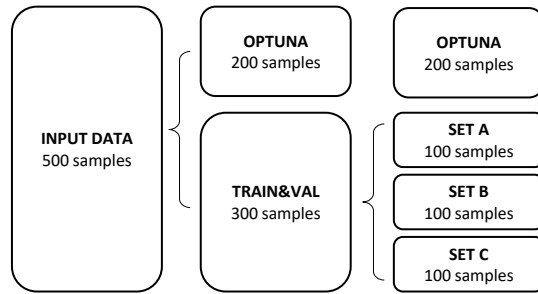 INPUT DATA
500 samples
OPTUNA
200 samples
TRAIN&VAL
300 samples
OPTUNA
200 samples
SET A
100 samples
SET B
100 samples
SET C
100 samples